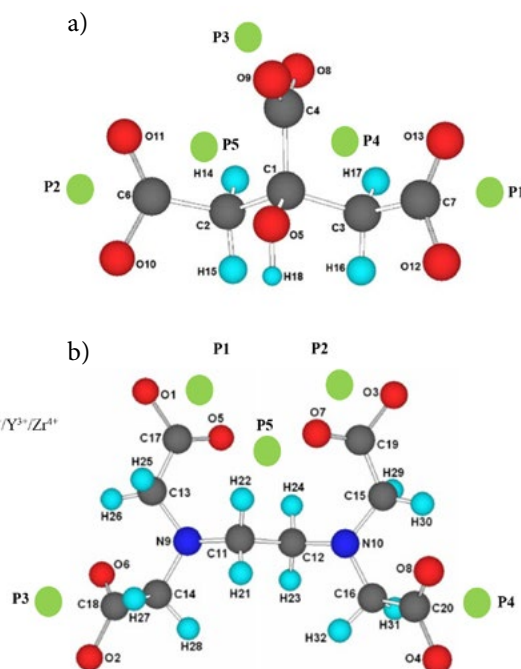 a)
P3
O9 O8
C4
O11 P5 P4 O13
H14 C1 H17
P2 C6 C7 P1
C2 O5 C3
O10 H15 H18 H16 O12
b)
P1 P2
O1 O3
/Y³⁺/Zr⁴⁺
O5 P5 O7
C17 C19
H25 H22 H24 H29
H26 C13 C15 H30
N9 N10
O6 C11 C12 O8
P3 C18 C14 H21 H23 C16 C20 P4
H27 H31
O2 H28 H32 O4